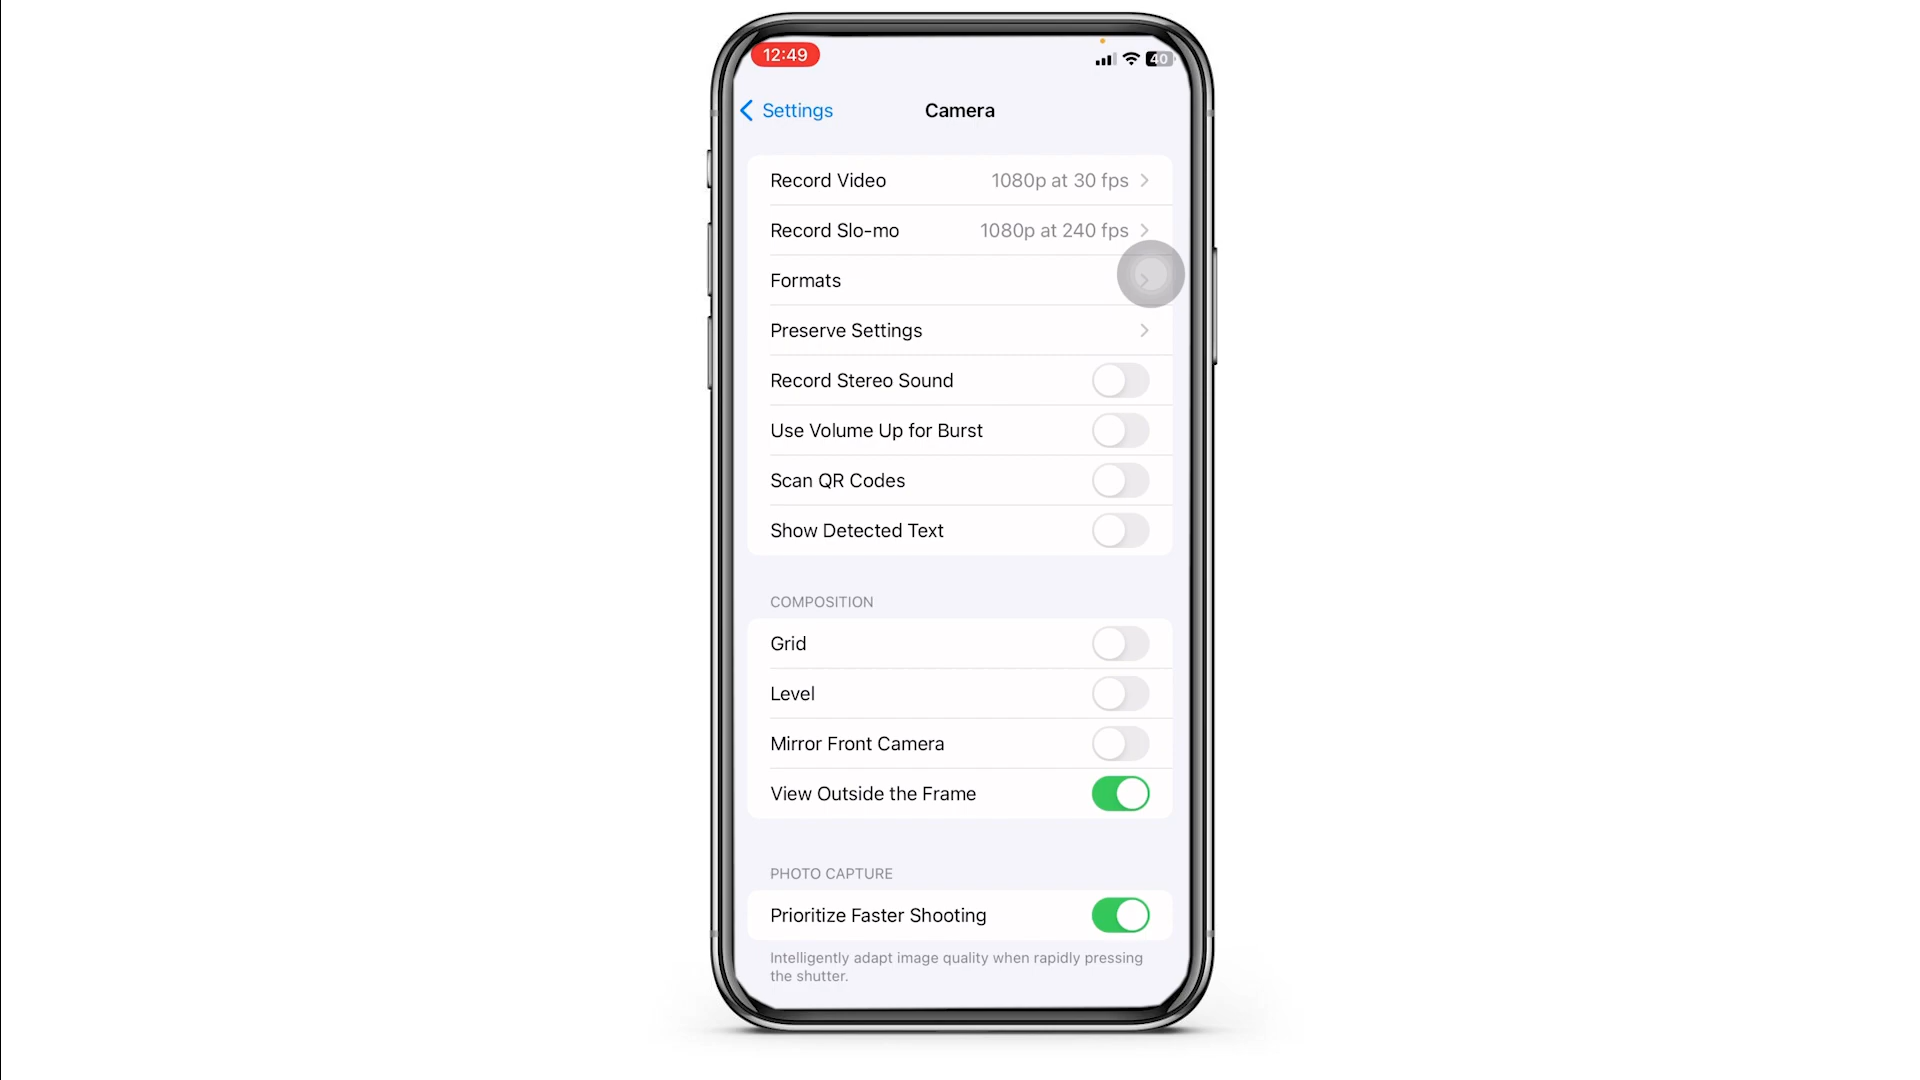 12:49
40
Settings
Camera
Record Video 1080p at 30 fps
Record Slo-mo 1080p at 240 fps
Formats
Preserve Settings
Record Stereo Sound
Use Volume Up for Burst
Scan QR Codes
Show Detected Text
COMPOSITION
Grid
Level
Mirror Front Camera
View Outside the Frame
PHOTO CAPTURE
Prioritize Faster Shooting
Intelligently adapt image quality when rapidly pressing
the shutter.